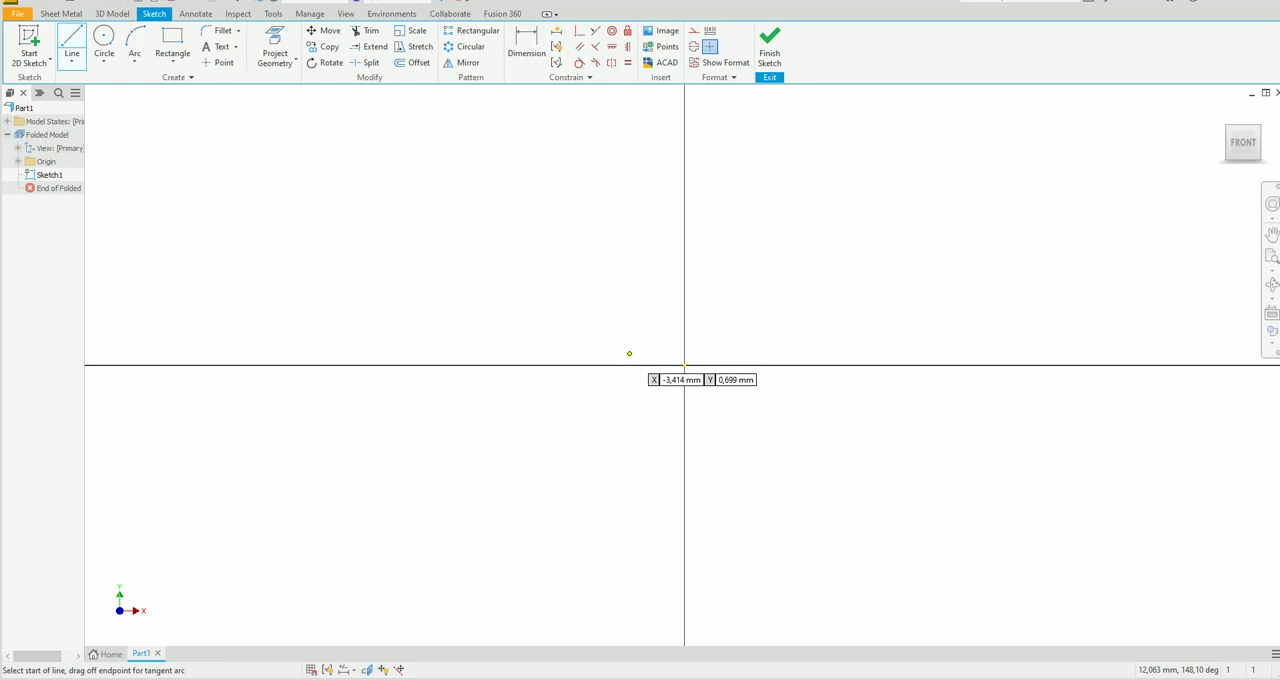 File Sheet Metal 3D Model Sketch Annotate Inspect Tools Manage View Environments Collaborate Fusion 360
Start
2D Sketch
Line
Circle
Arc
Rectangle
Fillet
Text
Point
Project
Geometry
Move
Copy
Rotate
Trim
Extend
Split
Scale
Stretch
Offset
Rectangular
Circular
Mirror
Dimension
Image
Points
ACAD
Show Format
Finish
Sketch
Sketch Create Modify Pattern Constrain Insert Format Exit
Part1
Model States: [Pri
Folded Model
View: [Primary]
Origin
Sketch1
End of Folded
FRONT
X -3,414 mm Y 0,699 mm
Y
X
Home Part1
Select start of line, drag off endpoint for tangent arc
12,063 mm, 148,10 deg 1 1